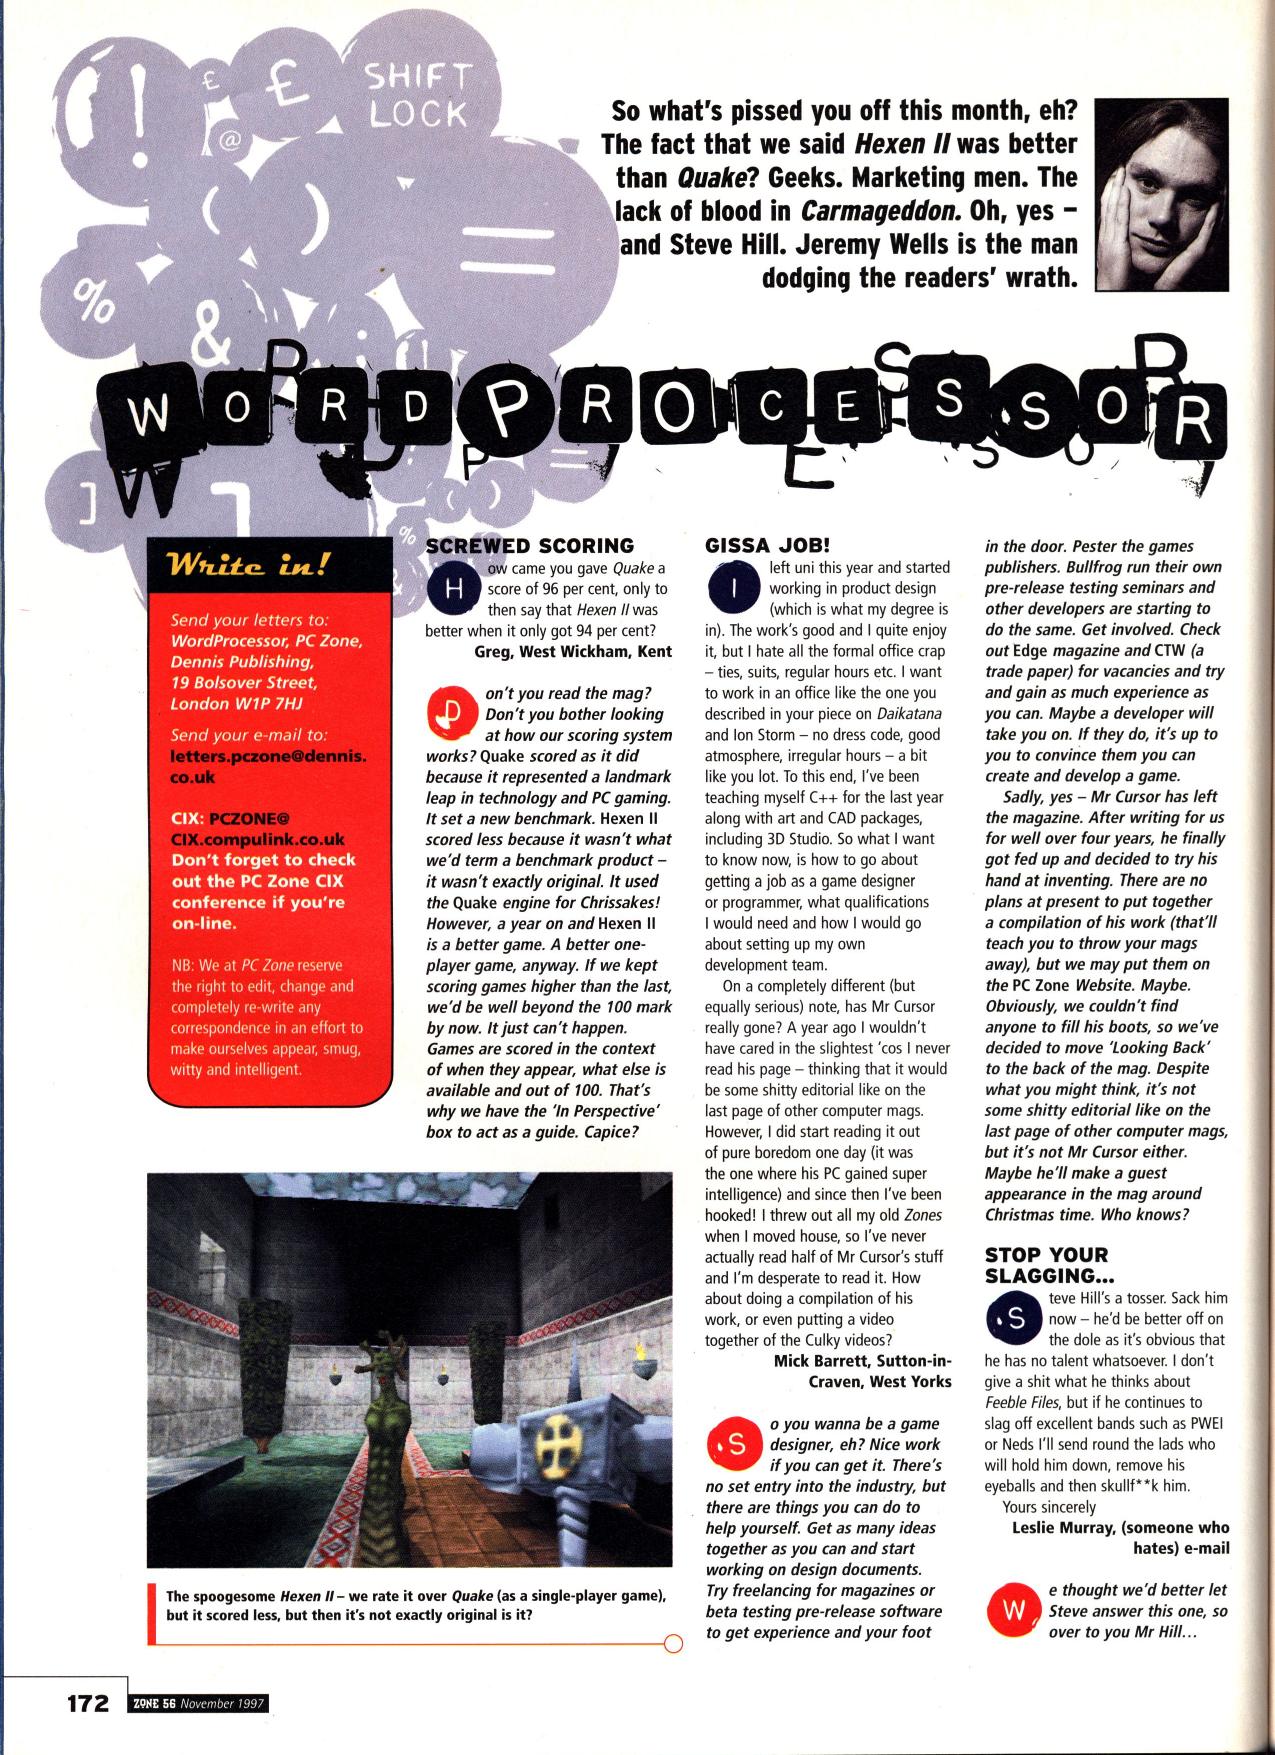 SHIFT
LOCK
! £ £ @
( ) =
% &
So what's pissed you off this month, eh?
The fact that we said Hexen II was better
than Quake? Geeks. Marketing men. The
lack of blood in Carmageddon. Oh, yes –
and Steve Hill. Jeremy Wells is the man
dodging the readers' wrath.
WORDPROCESSOR
Write in!
Send your letters to:
WordProcessor, PC Zone,
Dennis Publishing,
19 Bolsover Street,
London W1P 7HJ
Send your e-mail to:
letters.pczone@dennis.
co.uk
CIX: PCZONE@
CIX.compulink.co.uk
Don't forget to check
out the PC Zone CIX
conference if you're
on-line.
NB: We at PC Zone reserve
the right to edit, change and
completely re-write any
correspondence in an effort to
make ourselves appear, smug,
witty and intelligent.
SCREWED SCORING
How came you gave Quake a
score of 96 per cent, only to
then say that Hexen II was
better when it only got 94 per cent?
Greg, West Wickham, Kent
Don't you read the mag?
Don't you bother looking
at how our scoring system
works? Quake scored as it did
because it represented a landmark
leap in technology and PC gaming.
It set a new benchmark. Hexen II
scored less because it wasn't what
we'd term a benchmark product –
it wasn't exactly original. It used
the Quake engine for Chrissakes!
However, a year on and Hexen II
is a better game. A better one-
player game, anyway. If we kept
scoring games higher than the last,
we'd be well beyond the 100 mark
by now. It just can't happen.
Games are scored in the context
of when they appear, what else is
available and out of 100. That's
why we have the 'In Perspective'
box to act as a guide. Capice?
The spoogesome Hexen II – we rate it over Quake (as a single-player game),
but it scored less, but then it's not exactly original is it?
GISSA JOB!
I left uni this year and started
working in product design
(which is what my degree is
in). The work's good and I quite enjoy
it, but I hate all the formal office crap
– ties, suits, regular hours etc. I want
to work in an office like the one you
described in your piece on Daikatana
and Ion Storm – no dress code, good
atmosphere, irregular hours – a bit
like you lot. To this end, I've been
teaching myself C++ for the last year
along with art and CAD packages,
including 3D Studio. So what I want
to know now, is how to go about
getting a job as a game designer
or programmer, what qualifications
I would need and how I would go
about setting up my own
development team.
On a completely different (but
equally serious) note, has Mr Cursor
really gone? A year ago I wouldn't
have cared in the slightest 'cos I never
read his page – thinking that it would
be some shitty editorial like on the
last page of other computer mags.
However, I did start reading it out
of pure boredom one day (it was
the one where his PC gained super
intelligence) and since then I've been
hooked! I threw out all my old Zones
when I moved house, so I've never
actually read half of Mr Cursor's stuff
and I'm desperate to read it. How
about doing a compilation of his
work, or even putting a video
together of the Culky videos?
Mick Barrett, Sutton-in-
Craven, West Yorks
So you wanna be a game
designer, eh? Nice work
if you can get it. There's
no set entry into the industry, but
there are things you can do to
help yourself. Get as many ideas
together as you can and start
working on design documents.
Try freelancing for magazines or
beta testing pre-release software
to get experience and your foot
in the door. Pester the games
publishers. Bullfrog run their own
pre-release testing seminars and
other developers are starting to
do the same. Get involved. Check
out Edge magazine and CTW (a
trade paper) for vacancies and try
and gain as much experience as
you can. Maybe a developer will
take you on. If they do, it's up to
you to convince them you can
create and develop a game.
Sadly, yes – Mr Cursor has left
the magazine. After writing for us
for well over four years, he finally
got fed up and decided to try his
hand at inventing. There are no
plans at present to put together
a compilation of his work (that'll
teach you to throw your mags
away), but we may put them on
the PC Zone Website. Maybe.
Obviously, we couldn't find
anyone to fill his boots, so we've
decided to move 'Looking Back'
to the back of the mag. Despite
what you might think, it's not
some shitty editorial like on the
last page of other computer mags,
but it's not Mr Cursor either.
Maybe he'll make a guest
appearance in the mag around
Christmas time. Who knows?
STOP YOUR
SLAGGING...
Steve Hill's a tosser. Sack him
now – he'd be better off on
the dole as it's obvious that
he has no talent whatsoever. I don't
give a shit what he thinks about
Feeble Files, but if he continues to
slag off excellent bands such as PWEI
or Neds I'll send round the lads who
will hold him down, remove his
eyeballs and then skullf**k him.
Yours sincerely
Leslie Murray, (someone who
hates) e-mail
We thought we'd better let
Steve answer this one, so
over to you Mr Hill...
172 ZONE 56 November 1997